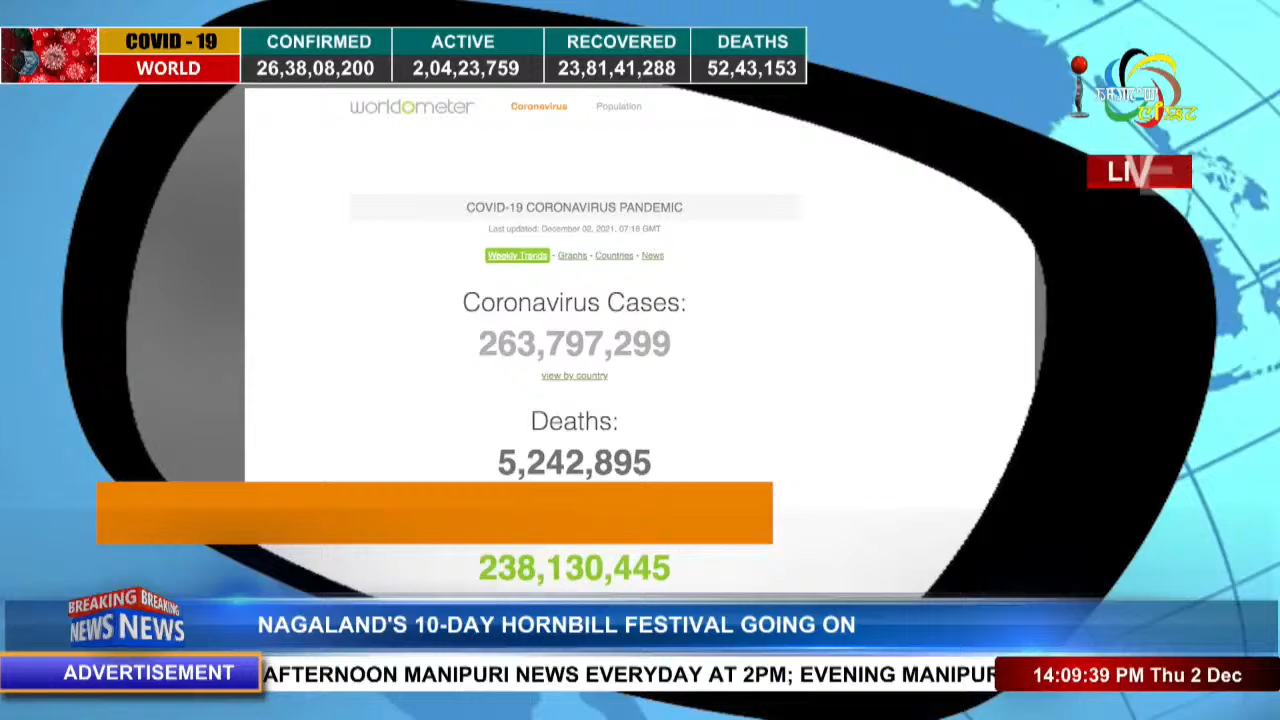 COVID - 19 CONFIRMED ACTIVE RECOVERED DEATHS
WORLD 26,38,08,200 2,04,23,759 23,81,41,288 52,43,153
worldometer Coronavirus Population
LIVE
COVID-19 CORONAVIRUS PANDEMIC
Last updated: December 02, 2021, 07:18 GMT
Weekly Trends - Graphs - Countries - News
Coronavirus Cases:
263,797,299
view by country
Deaths:
5,242,895
238,130,445
BREAKING BREAKING
NEWS NEWS
NAGALAND'S 10-DAY HORNBILL FESTIVAL GOING ON
ADVERTISEMENT AFTERNOON MANIPURI NEWS EVERYDAY AT 2PM; EVENING MANIPUR 14:09:39 PM Thu 2 Dec